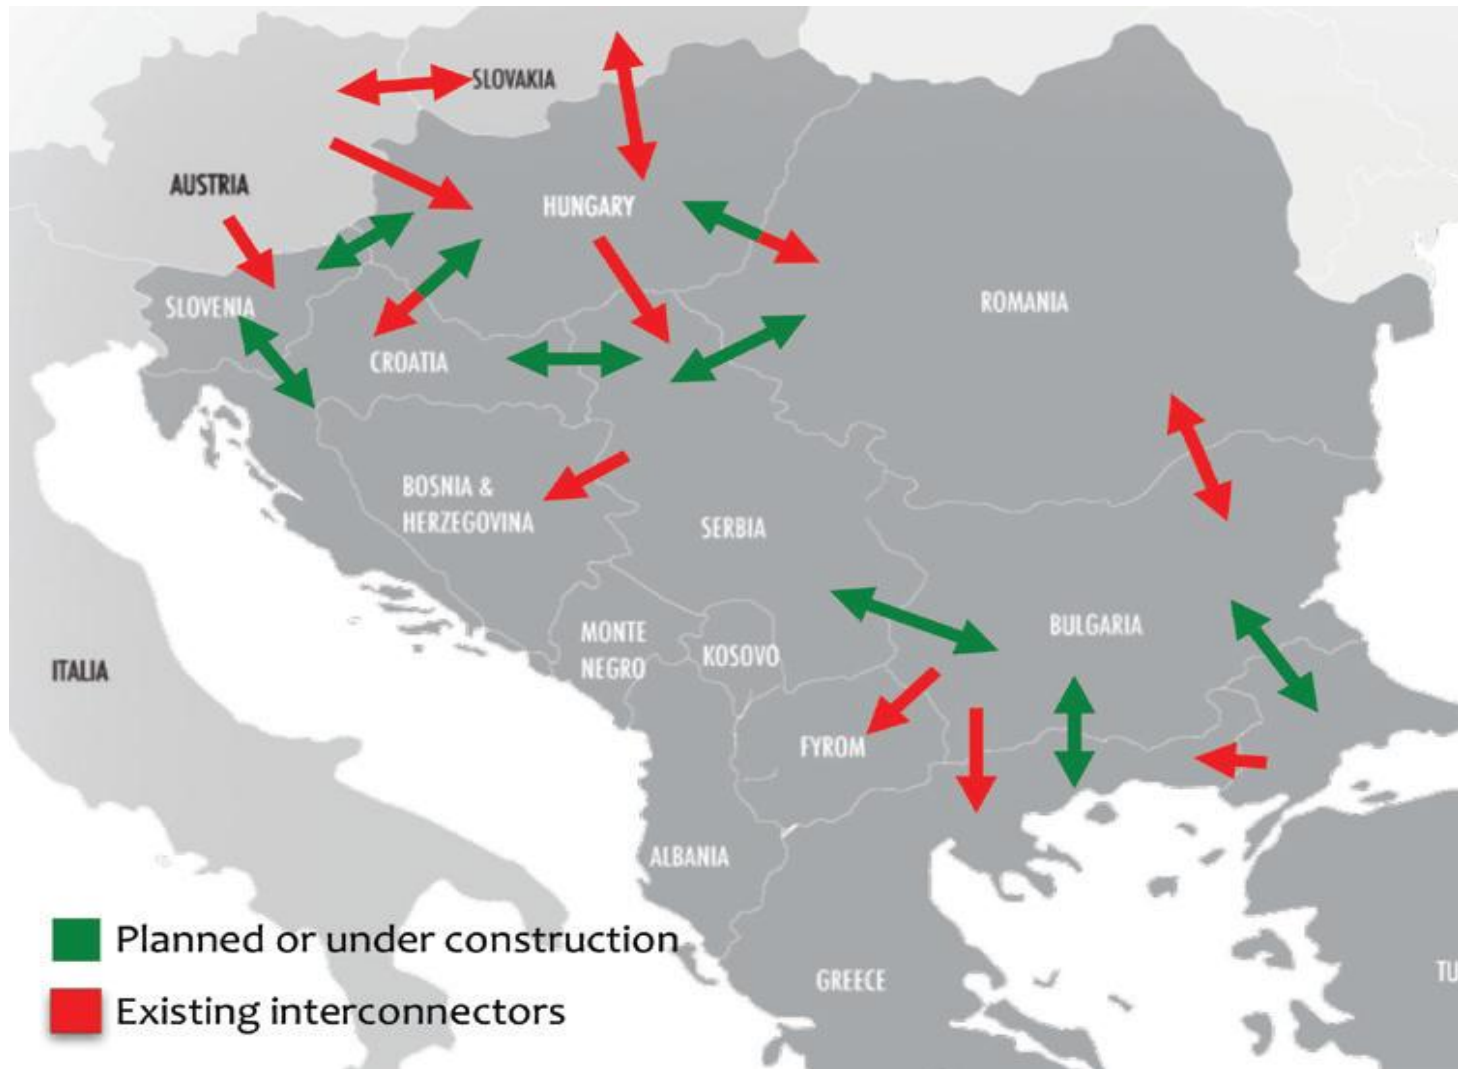 SLOVAKIA
AUSTRIA
HUNGARY
SLOVENIA
ROMANIA
CROATIA
BOSNIA &
HERZEGOVINA
SERBIA
MONTE
NEGRO
KOSOVO
BULGARIA
ITALIA
FYROM
ALBANIA
GREECE
TU
Planned or under construction
Existing interconnectors